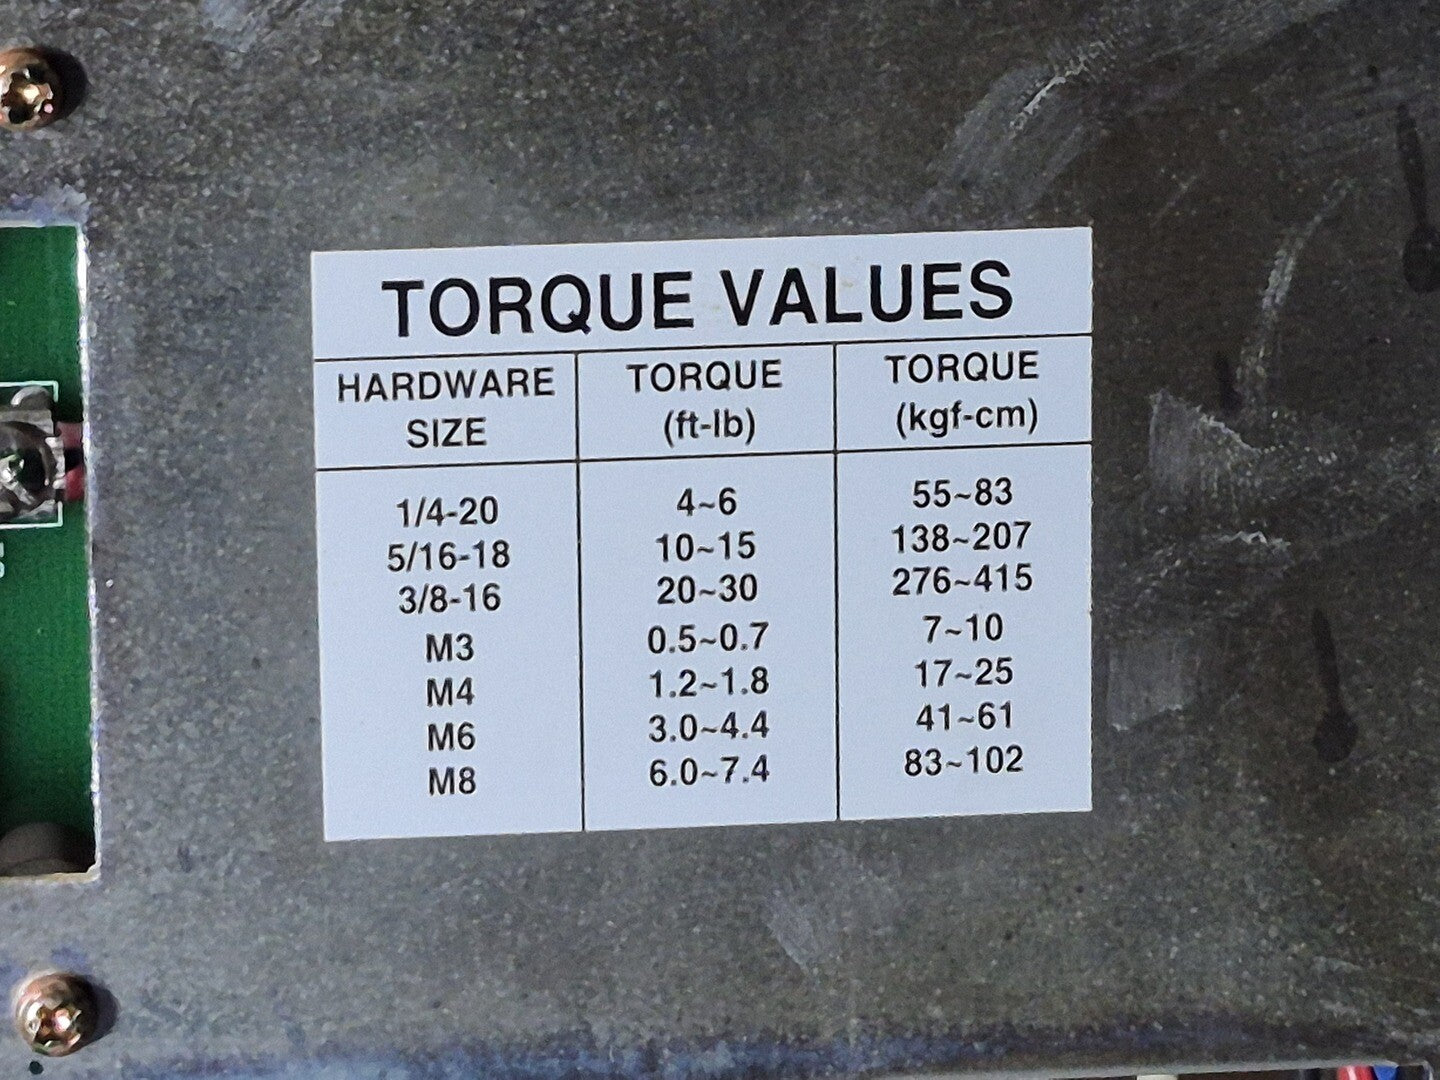 TORQUE VALUES
HARDWARE SIZE TORQUE (ft-lb) TORQUE (kgf-cm)
1/4-20 4~6 55~83
5/16-18 10~15 138~207
3/8-16 20~30 276~415
M3 0.5~0.7 7~10
M4 1.2~1.8 17~25
M6 3.0~4.4 41~61
M8 6.0~7.4 83~102